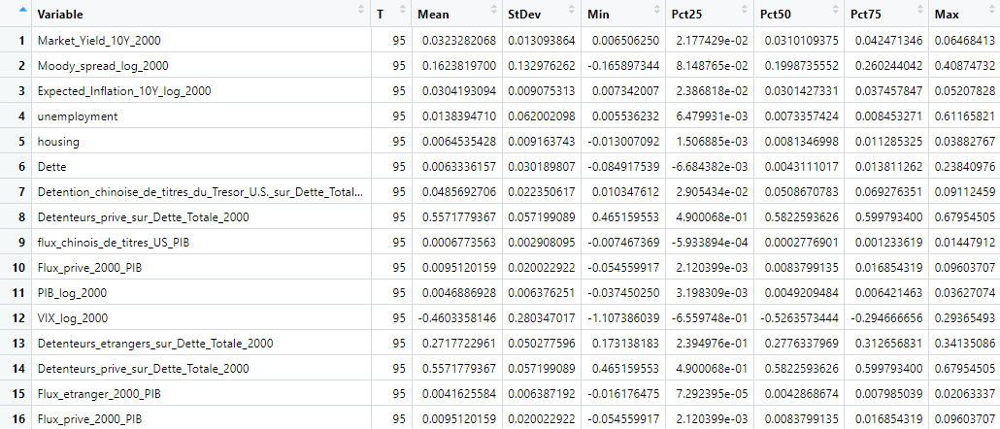 Variable T Mean StDev Min Pct25 Pct50 Pct75 Max
1 Market_Yield_10Y_2000 95 0.0323282068 0.013093864 0.006506250 2.177429e-02 0.0310109375 0.042471346 0.06468413
2 Moody_spread_log_2000 95 0.1623819700 0.132976262 -0.165897344 8.148765e-02 0.1998735552 0.260244042 0.40874732
3 Expected_Inflation_10Y_log_2000 95 0.0304193094 0.009075313 0.007342007 2.386818e-02 0.0301427331 0.037457847 0.05207828
4 unemployment 95 0.0138394710 0.062002098 0.005536232 6.479931e-03 0.0073357424 0.008453271 0.61165821
5 housing 95 0.0064535428 0.009163743 -0.013007092 1.506885e-03 0.0081346998 0.011285325 0.03882767
6 Dette 95 0.0063336157 0.030189807 -0.084917539 -6.684382e-03 0.0043111017 0.013811262 0.23840976
7 Detention_chinoise_de_titres_du_Tresor_U.S._sur_Dette_Total... 95 0.0485692706 0.022350617 0.010347612 2.905434e-02 0.0508670783 0.069276351 0.09112459
8 Detenteurs_prive_sur_Dette_Totale_2000 95 0.5571779367 0.057199089 0.465159553 4.900068e-01 0.5822593626 0.599793400 0.67954505
9 flux_chinois_de_titres_US_PIB 95 0.0006773563 0.002908095 -0.007467369 -5.933894e-04 0.0002776901 0.001233619 0.01447912
10 Flux_prive_2000_PIB 95 0.0095120159 0.020022922 -0.054559917 2.120399e-03 0.0083799135 0.016854319 0.09603707
11 PIB_log_2000 95 0.0046886928 0.006376251 -0.037450250 3.198309e-03 0.0049209484 0.006421463 0.03627074
12 VIX_log_2000 95 -0.4603358146 0.280347017 -1.107386039 -6.559748e-01 -0.5263573444 -0.294666656 0.29365493
13 Detenteurs_etrangers_sur_Dette_Totale_2000 95 0.2717722961 0.050277596 0.173138183 2.394976e-01 0.2776337969 0.312656831 0.34135086
14 Detenteurs_prive_sur_Dette_Totale_2000 95 0.5571779367 0.057199089 0.465159553 4.900068e-01 0.5822593626 0.599793400 0.67954505
15 Flux_etranger_2000_PIB 95 0.0041625584 0.006387192 -0.016176475 7.292395e-05 0.0042868674 0.007985039 0.02063337
16 Flux_prive_2000_PIB 95 0.0095120159 0.020022922 -0.054559917 2.120399e-03 0.0083799135 0.016854319 0.09603707